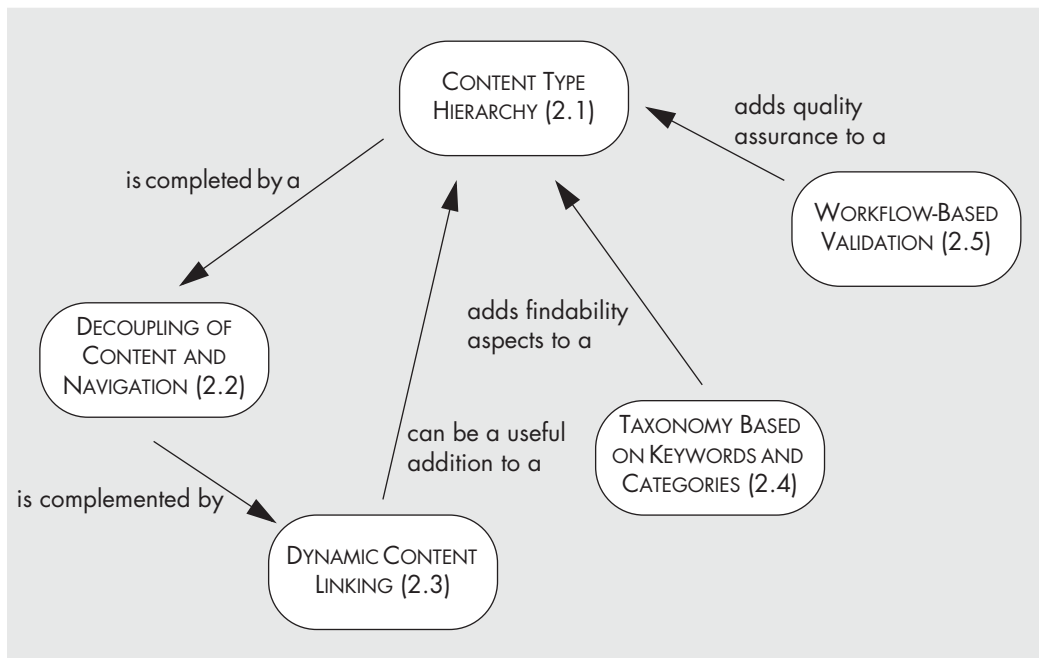 CONTENT TYPE
HIERARCHY (2.1)
adds quality
assurance to a
is completed by a
WORKFLOW-BASED
VALIDATION (2.5)
adds findability
aspects to a
DECOUPLING OF
CONTENT AND
NAVIGATION (2.2)
can be a useful
addition to a
TAXONOMY BASED
ON KEYWORDS AND
CATEGORIES (2.4)
is complemented by
DYNAMIC CONTENT
LINKING (2.3)